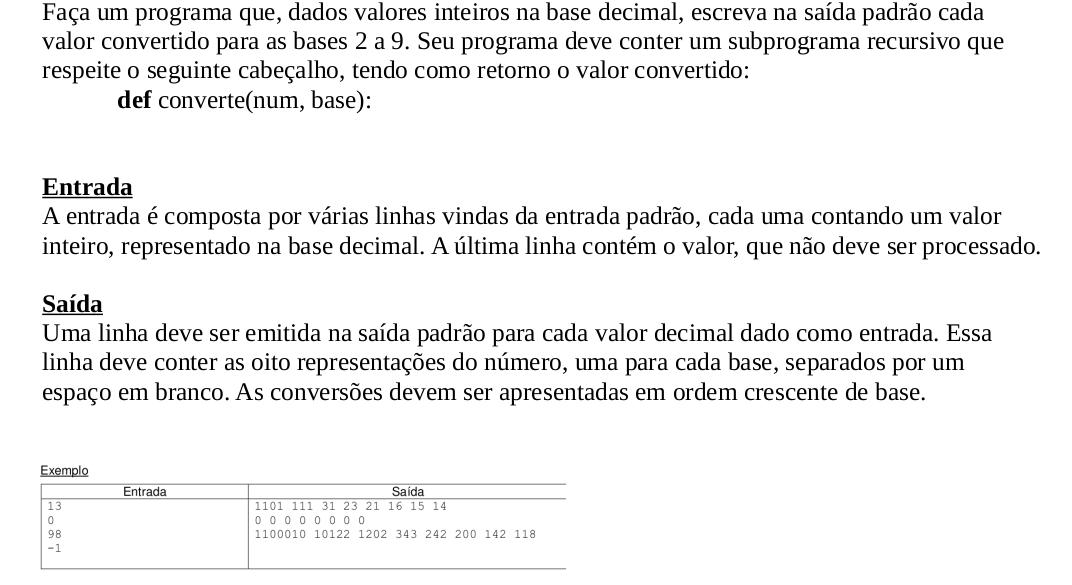 Faça um programa que, dados valores inteiros na base decimal, escreva na saída padrão cada
valor convertido para as bases 2 a 9. Seu programa deve conter um subprograma recursivo que
respeite o seguinte cabeçalho, tendo como retorno o valor convertido:
def converte(num, base):
Entrada
A entrada é composta por várias linhas vindas da entrada padrão, cada uma contando um valor
inteiro, representado na base decimal. A última linha contém o valor, que não deve ser processado.
Saída
Uma linha deve ser emitida na saída padrão para cada valor decimal dado como entrada. Essa
linha deve conter as oito representações do número, uma para cada base, separados por um
espaço em branco. As conversões devem ser apresentadas em ordem crescente de base.
Exemplo
Entrada Saída
13 1101 111 31 23 21 16 15 14
0 0 0 0 0 0 0 0 0
98 1100010 10122 1202 343 242 200 142 118
-1